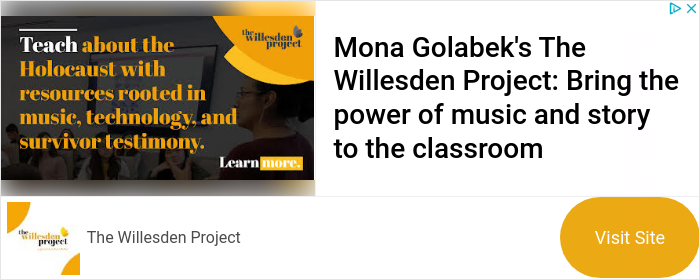 Teach about the
Holocaust with
resources rooted in
music, technology, and
survivor testimony.
the
willesden
project
Learn more.
Mona Golabek's The
Willesden Project: Bring the
power of music and story
to the classroom
the
willesden
project
The Willesden Project
Visit Site